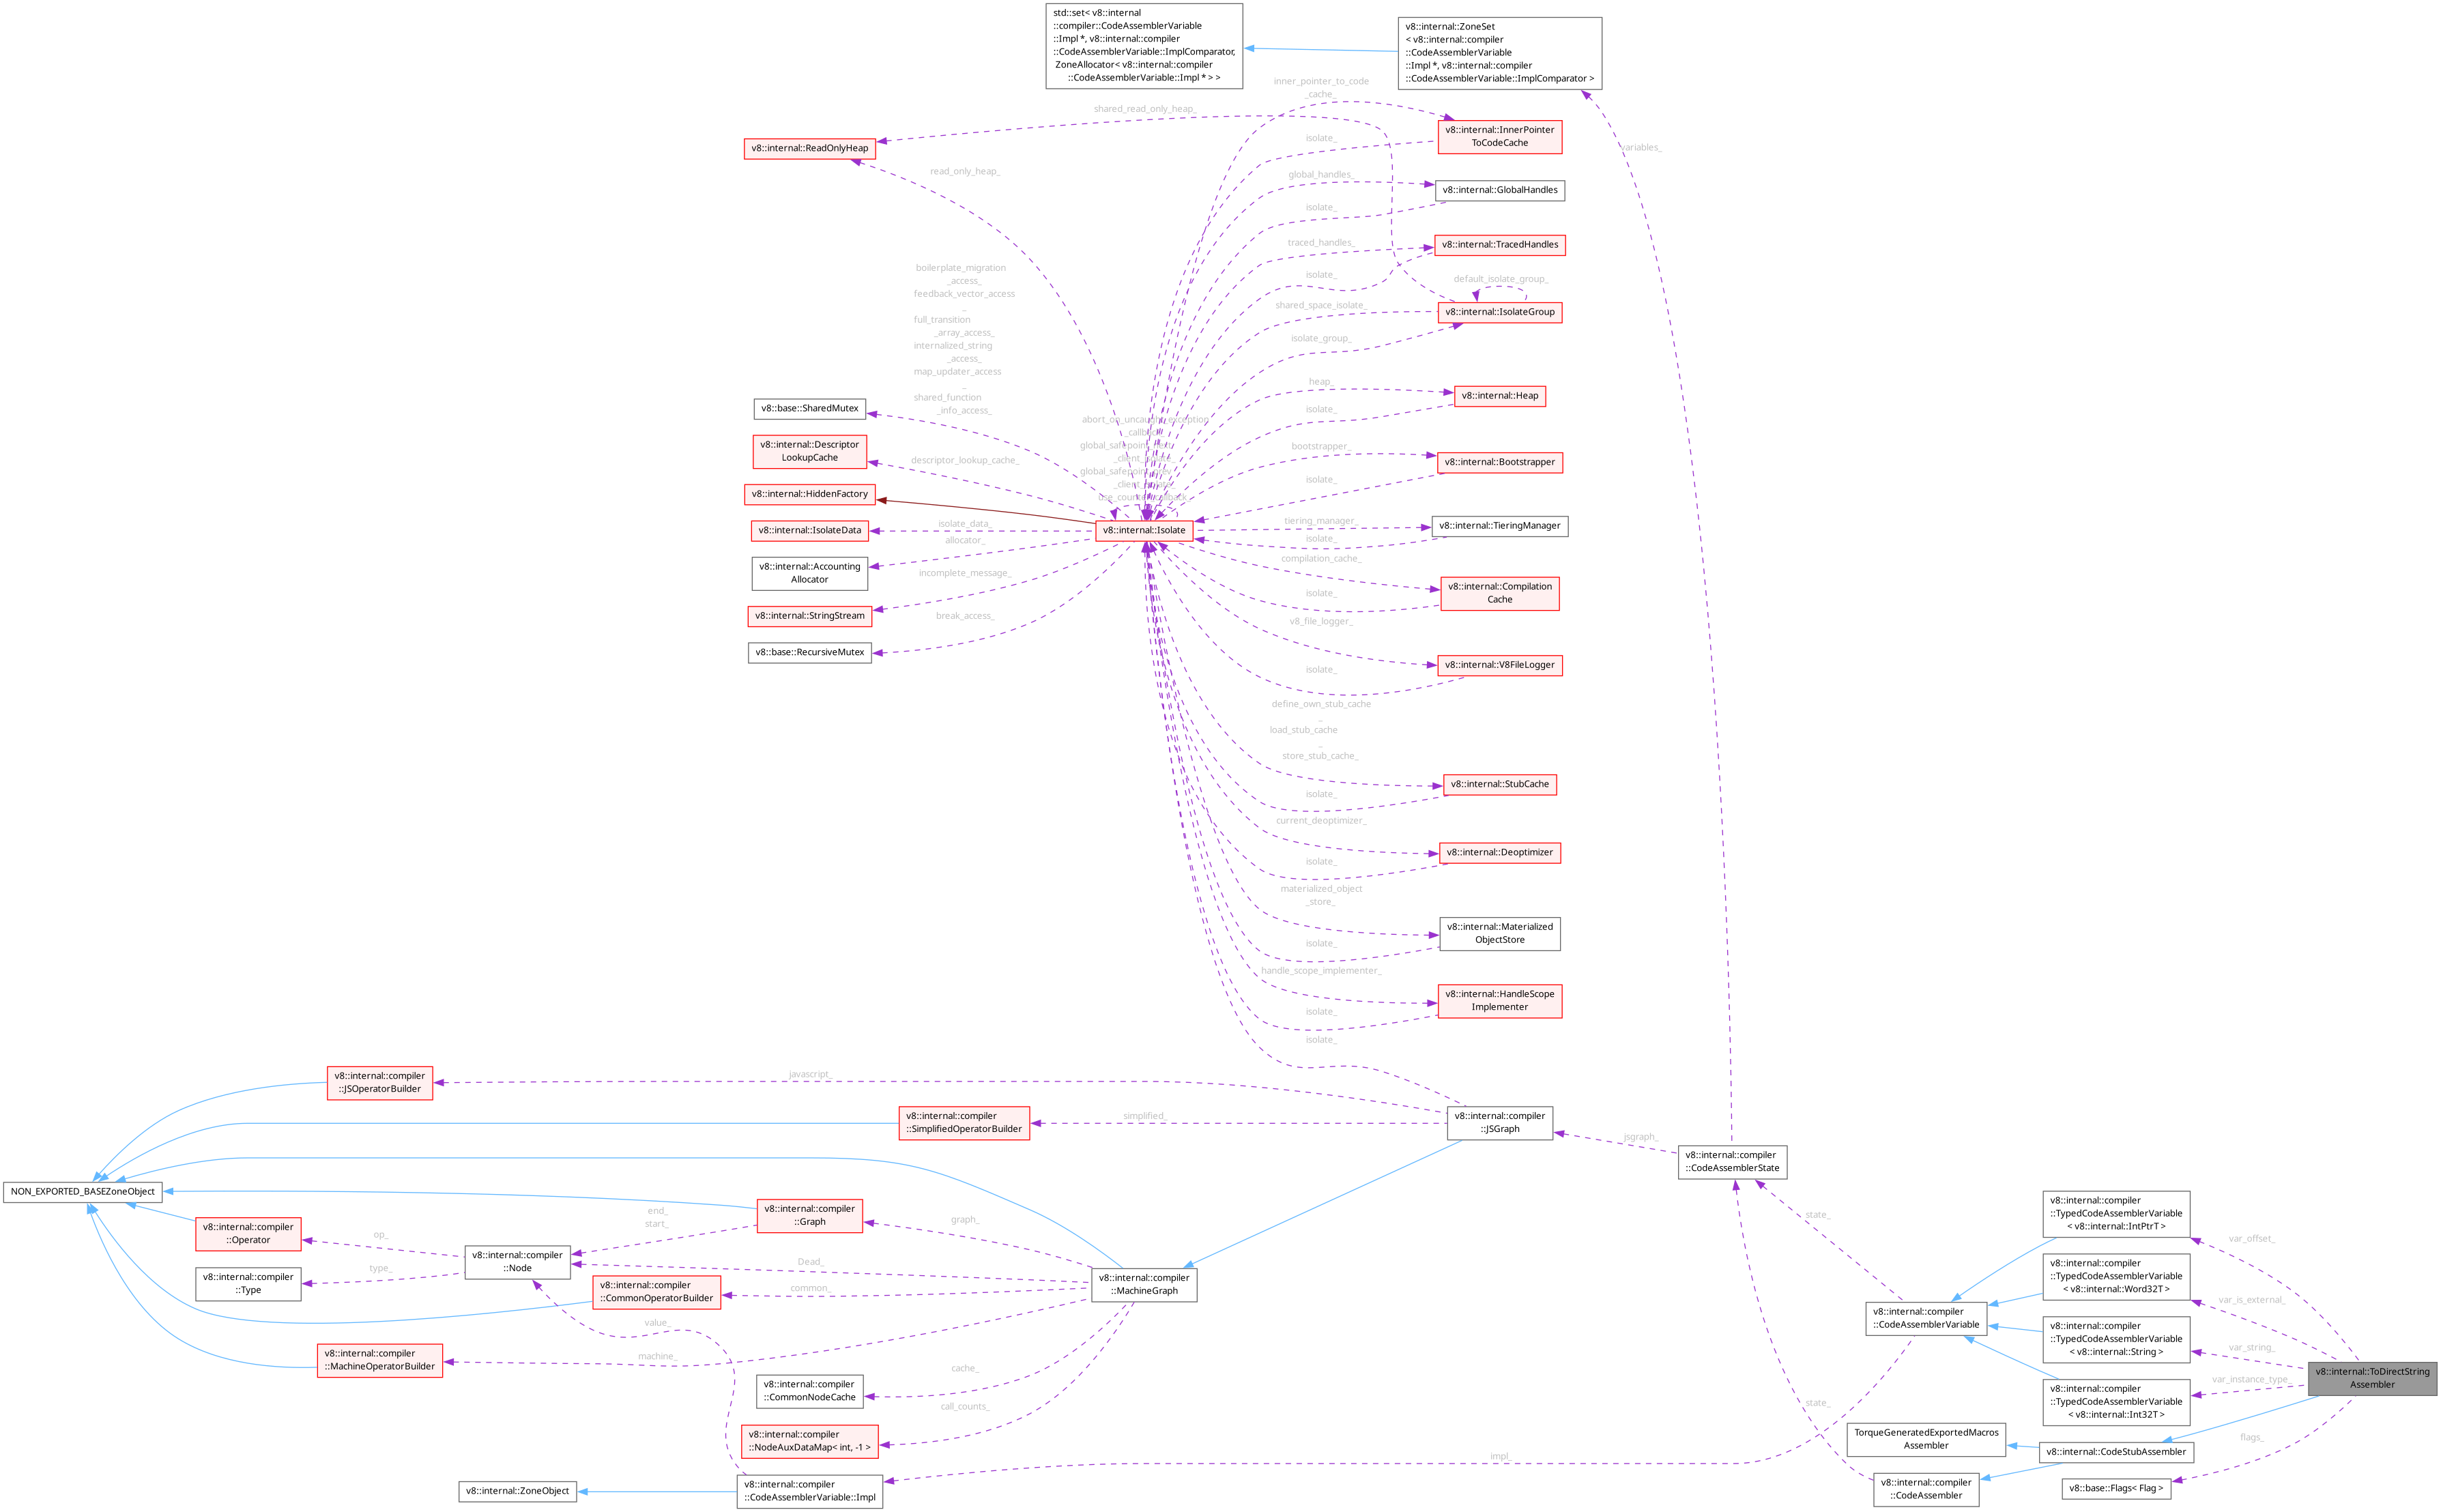 std::set< v8::internal
::compiler::CodeAssemblerVariable
::Impl *, v8::internal::compiler
::CodeAssemblerVariable::ImplComparator,
ZoneAllocator< v8::internal::compiler
::CodeAssemblerVariable::Impl * > >
v8::internal::ZoneSet
< v8::internal::compiler
::CodeAssemblerVariable
::Impl *, v8::internal::compiler
::CodeAssemblerVariable::ImplComparator >
inner_pointer_to_code
_cache_
shared_read_only_heap_
v8::internal::InnerPointer
ToCodeCache
isolate_
variables_
v8::internal::ReadOnlyHeap
read_only_heap_
global_handles_
v8::internal::GlobalHandles
isolate_
traced_handles_
v8::internal::TracedHandles
isolate_
default_isolate_group_
shared_space_isolate_
v8::internal::IsolateGroup
isolate_group_
boilerplate_migration
_access_
feedback_vector_access
_
full_transition
_array_access_
internalized_string
_access_
map_updater_access
_
shared_function
_info_access_
heap_
v8::internal::Heap
isolate_
v8::base::SharedMutex
abort_on_uncaught_exception
_callback_
global_safepoint_next
_client_isolate_
global_safepoint_prev
_client_isolate_
use_counter_callback_
v8::internal::Descriptor
LookupCache
descriptor_lookup_cache_
bootstrapper_
v8::internal::Bootstrapper
isolate_
v8::internal::HiddenFactory
v8::internal::IsolateData
isolate_data_
v8::internal::Isolate
tiering_manager_
v8::internal::TieringManager
isolate_
allocator_
v8::internal::Accounting
Allocator
compilation_cache_
v8::internal::Compilation
Cache
isolate_
incomplete_message_
v8::internal::StringStream
v8_file_logger_
break_access_
v8::base::RecursiveMutex
v8::internal::V8FileLogger
isolate_
define_own_stub_cache
_
load_stub_cache
_
store_stub_cache_
v8::internal::StubCache
isolate_
current_deoptimizer_
v8::internal::Deoptimizer
isolate_
materialized_object
_store_
v8::internal::Materialized
ObjectStore
isolate_
handle_scope_implementer_
v8::internal::HandleScope
Implementer
isolate_
isolate_
v8::internal::compiler
::JSOperatorBuilder
javascript_
v8::internal::compiler
::SimplifiedOperatorBuilder
simplified_
v8::internal::compiler
::JSGraph
jsgraph_
v8::internal::compiler
::CodeAssemblerState
NON_EXPORTED_BASEZoneObject
v8::internal::compiler
::Operator
op_
v8::internal::compiler
::Type
type_
v8::internal::compiler
::Node
end_
start_
v8::internal::compiler
::Graph
graph_
Dead_
v8::internal::compiler
::CommonOperatorBuilder
common_
v8::internal::compiler
::MachineGraph
value_
v8::internal::compiler
::MachineOperatorBuilder
machine_
cache_
v8::internal::compiler
::CommonNodeCache
call_counts_
v8::internal::compiler
::NodeAuxDataMap< int, -1 >
v8::internal::ZoneObject
v8::internal::compiler
::CodeAssemblerVariable::Impl
impl_
state_
v8::internal::compiler
::CodeAssemblerVariable
state_
v8::internal::compiler
::TypedCodeAssemblerVariable
< v8::internal::IntPtrT >
var_offset_
v8::internal::compiler
::TypedCodeAssemblerVariable
< v8::internal::Word32T >
var_is_external_
v8::internal::compiler
::TypedCodeAssemblerVariable
< v8::internal::String >
var_string_
v8::internal::compiler
::TypedCodeAssemblerVariable
< v8::internal::Int32T >
var_instance_type_
v8::internal::ToDirectString
Assembler
TorqueGeneratedExportedMacros
Assembler
v8::internal::CodeStubAssembler
flags_
v8::internal::compiler
::CodeAssembler
v8::base::Flags< Flag >